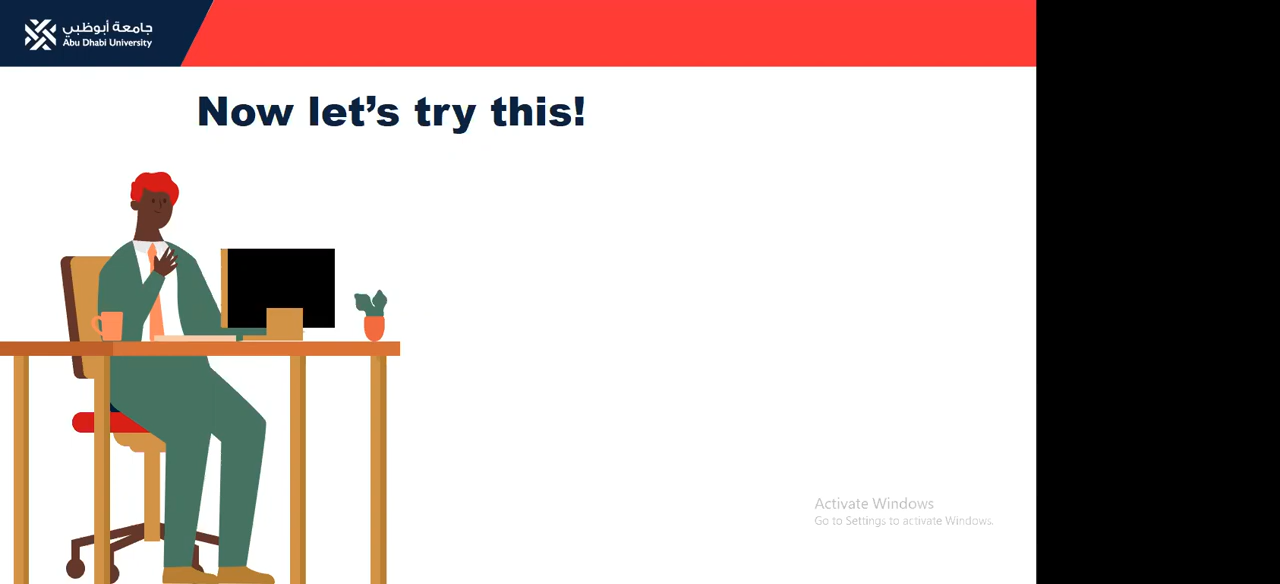 جامعة أبوظبي
Abu Dhabi University
Now let’s try this!
Activate Windows
Go to Settings to activate Windows.